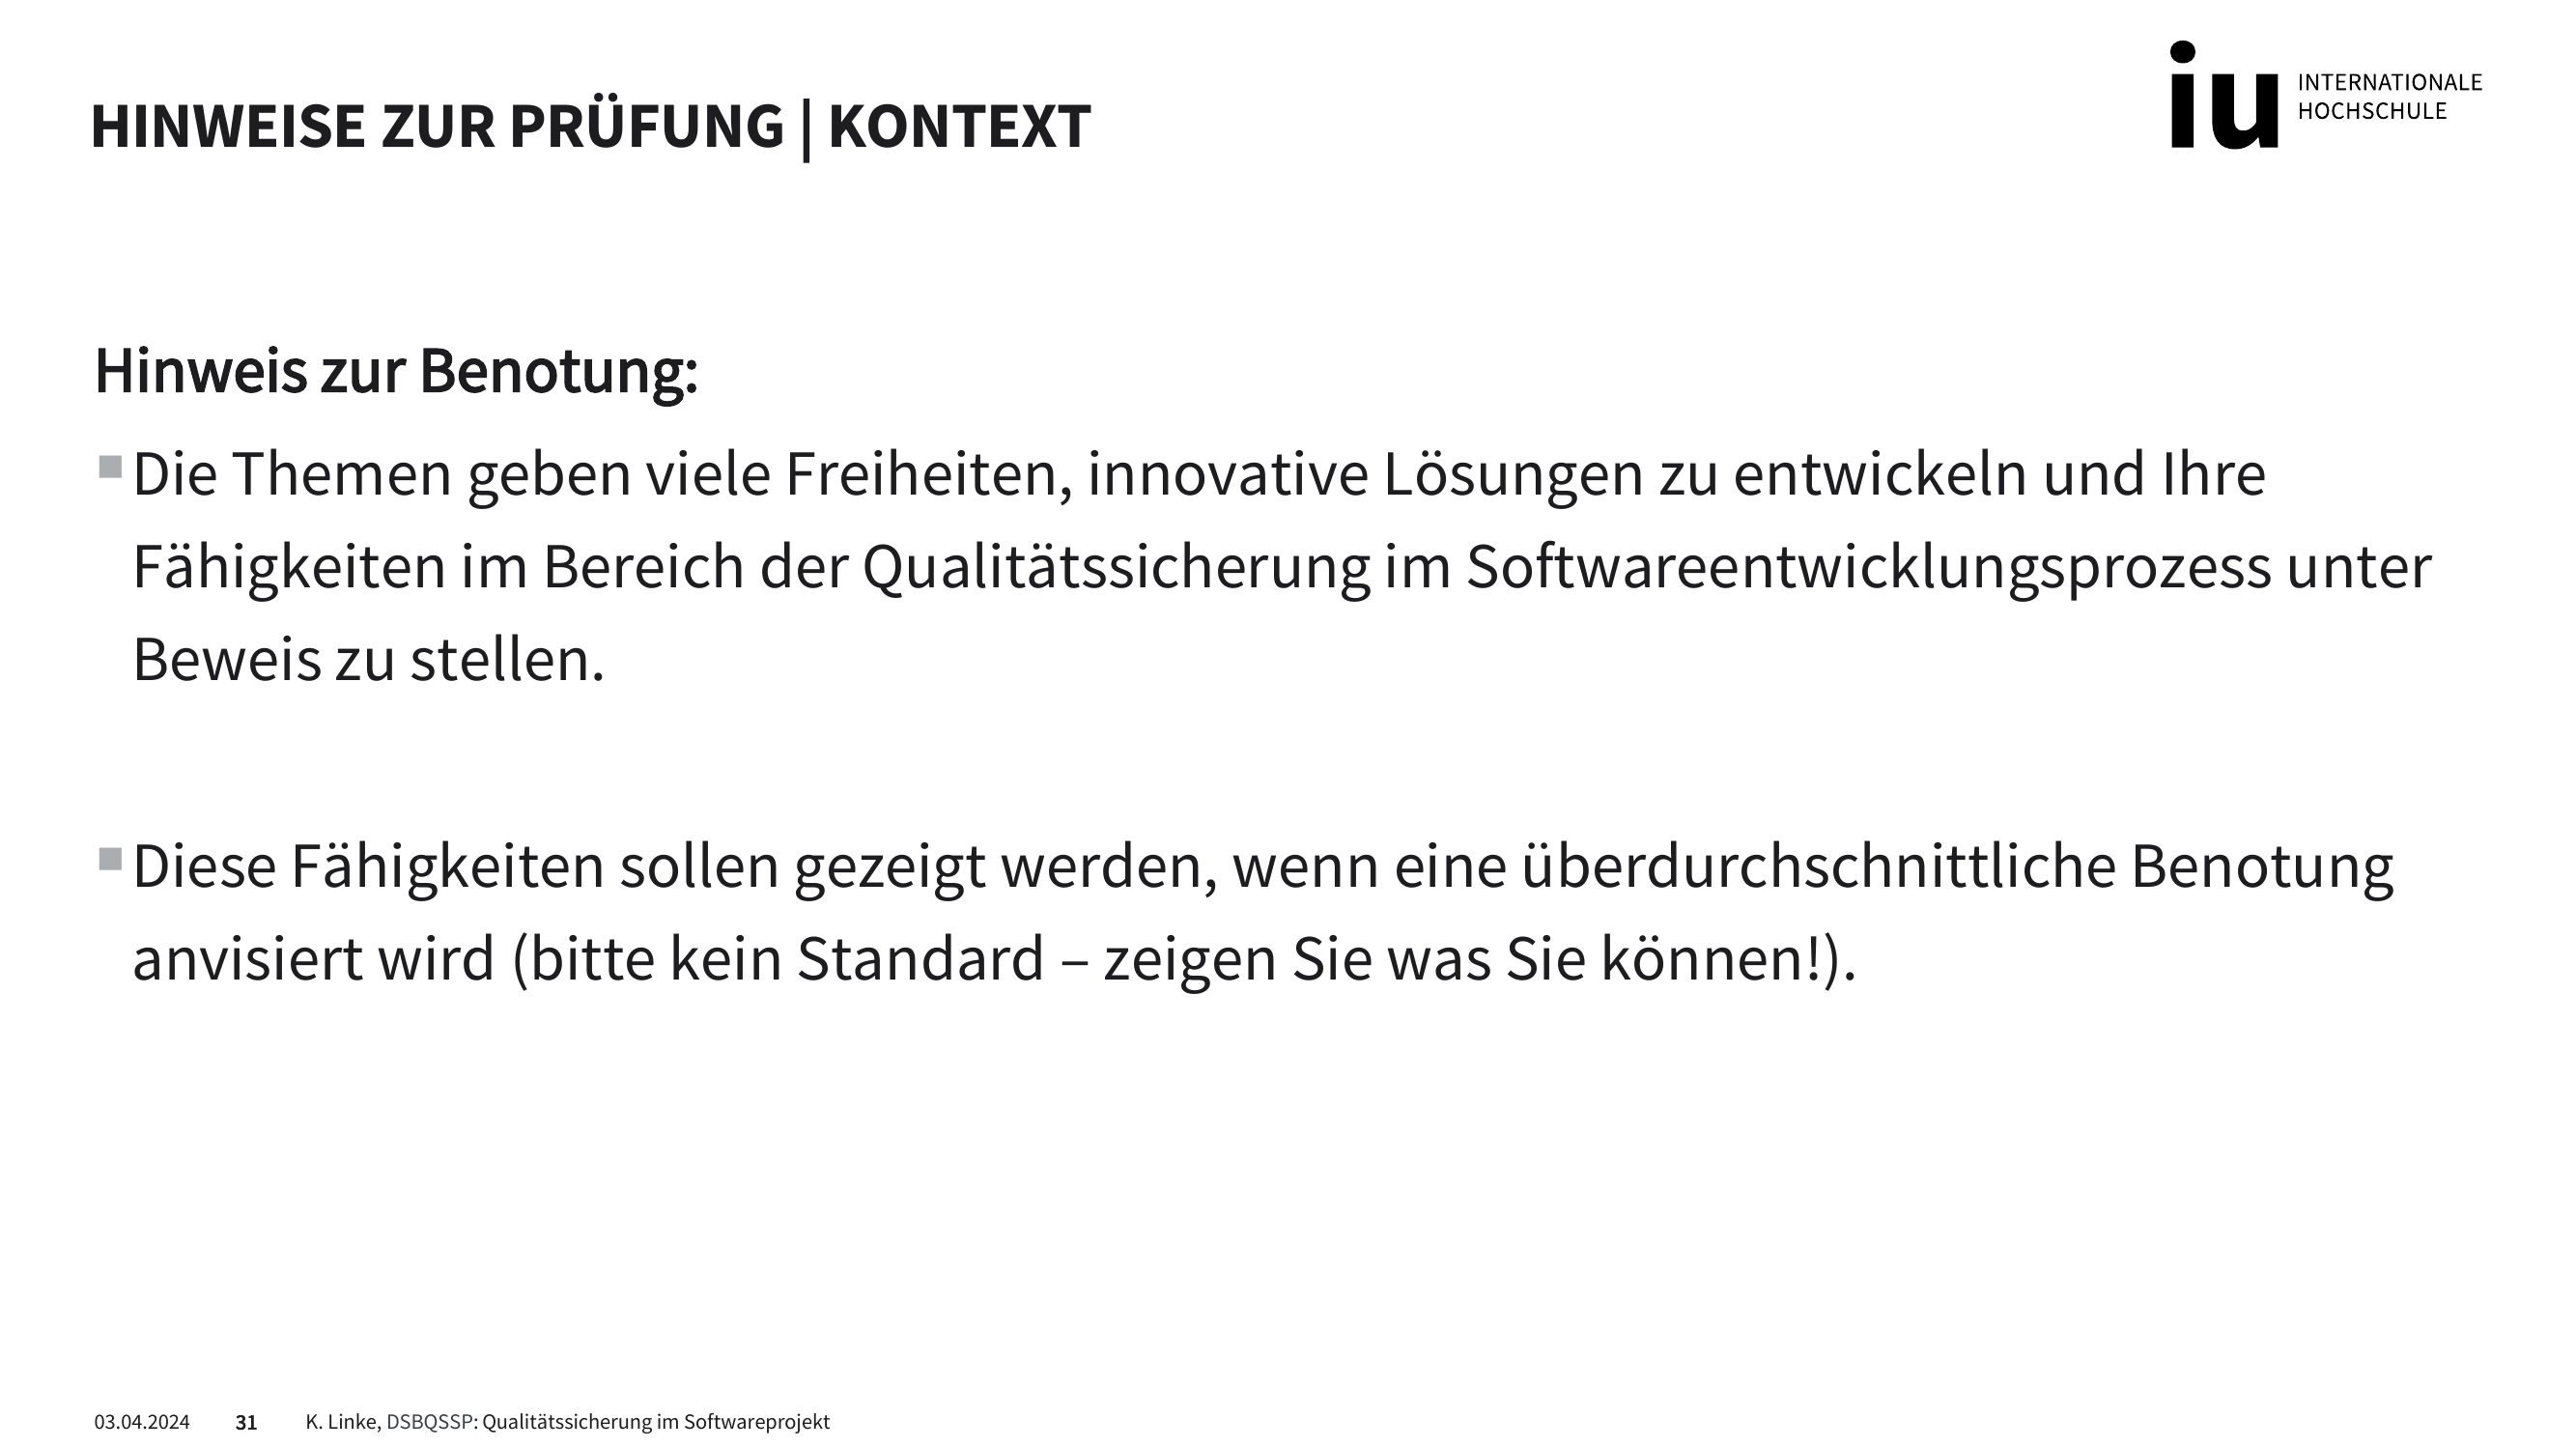 HINWEISE ZUR PRÜFUNG | KONTEXT
iu INTERNATIONALE
HOCHSCHULE
Hinweis zur Benotung:
▪ Die Themen geben viele Freiheiten, innovative Lösungen zu entwickeln und Ihre
Fähigkeiten im Bereich der Qualitätssicherung im Softwareentwicklungsprozess unter
Beweis zu stellen.
▪ Diese Fähigkeiten sollen gezeigt werden, wenn eine überdurchschnittliche Benotung
anvisiert wird (bitte kein Standard – zeigen Sie was Sie können!).
03.04.2024 31 K. Linke, DSBQSSP: Qualitätssicherung im Softwareprojekt